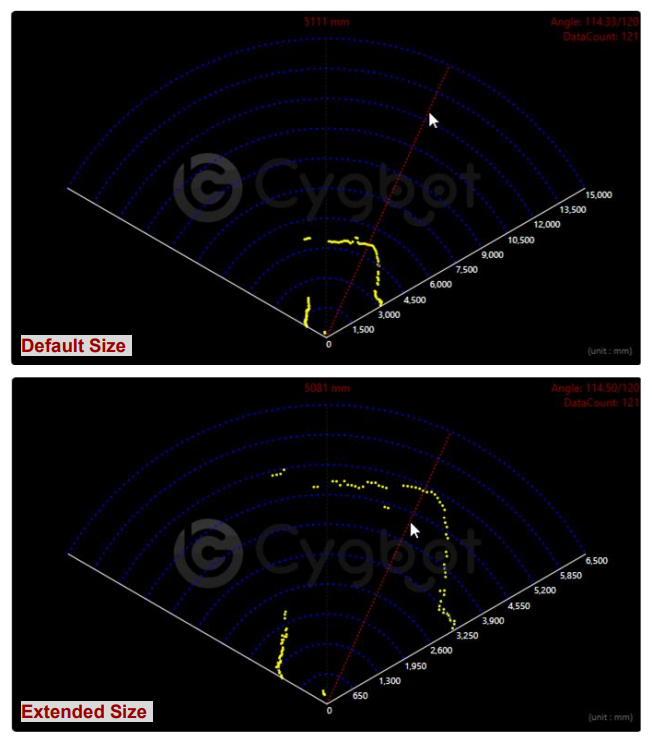 5111 mm
Angle: 114.33/120
DataCount: 121
Cygbot
15,000
13,500
12,000
10,500
9,000
7,500
6,000
4,500
3,000
1,500
0
Default Size
(unit : mm)
5081 mm
Angle: 114.50/120
DataCount: 121
Cygbot
6,500
5,850
5,200
4,550
3,900
3,250
2,600
1,950
1,300
650
0
Extended Size
(unit : mm)